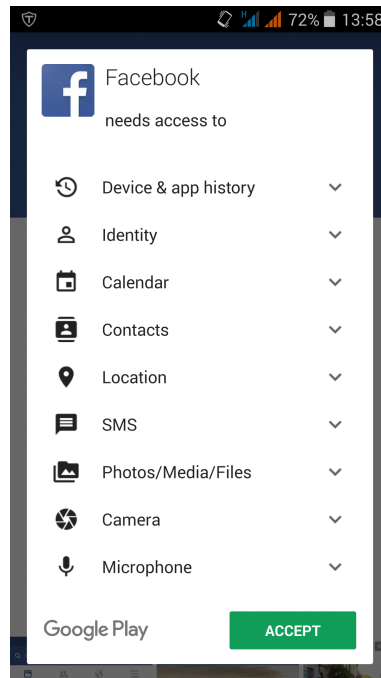 H 72% 13:58
Facebook
needs access to
Device & app history
Identity
Calendar
Contacts
Location
SMS
Photos/Media/Files
Camera
Microphone
Google Play
ACCEPT